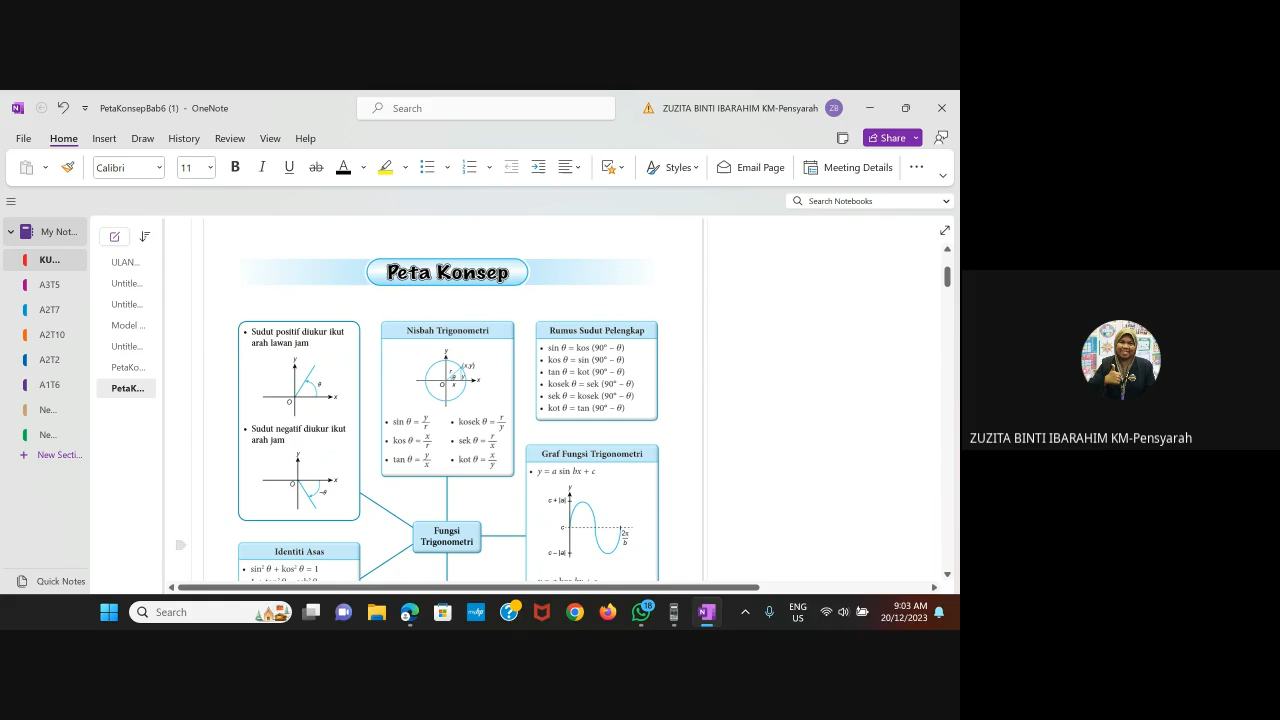 PetaKonsepBab6 (1) - OneNote
Search
ZUZITA BINTI IBARAHIM KM-Pensyarah
ZB
File Home Insert Draw History Review View Help
Share
Calibri
11
B I U ab A
Styles
Email Page
Meeting Details
Search Notebooks
My Not...
KU...
A3T5
A2T7
A2T10
A2T2
A1T6
Ne...
Ne...
New Secti...
Quick Notes
ULAN...
Untitle...
Untitle...
Model ...
Untitle...
PetaKo...
PetaK...
Peta Konsep
• Sudut positif diukur ikut
arah lawan jam
y
θ
O
x
• Sudut negatif diukur ikut
arah jam
y
O
x
–θ
Nisbah Trigonometri
y
(x, y)
r
y
θ
O
x
x
• sin θ = y/r
• kos θ = x/r
• tan θ = y/x
• kosek θ = r/y
• sek θ = r/x
• kot θ = x/y
Rumus Sudut Pelengkap
• sin θ = kos (90° – θ)
• kos θ = sin (90° – θ)
• tan θ = kot (90° – θ)
• kosek θ = sek (90° – θ)
• sek θ = kosek (90° – θ)
• kot θ = tan (90° – θ)
Graf Fungsi Trigonometri
• y = a sin bx + c
y
c + |a|
c
c – |a|
2π/b
Fungsi
Trigonometri
Identiti Asas
• sin² θ + kos² θ = 1
Search
18
ENG
US
9:03 AM
20/12/2023
ZUZITA BINTI IBARAHIM KM-Pensyarah